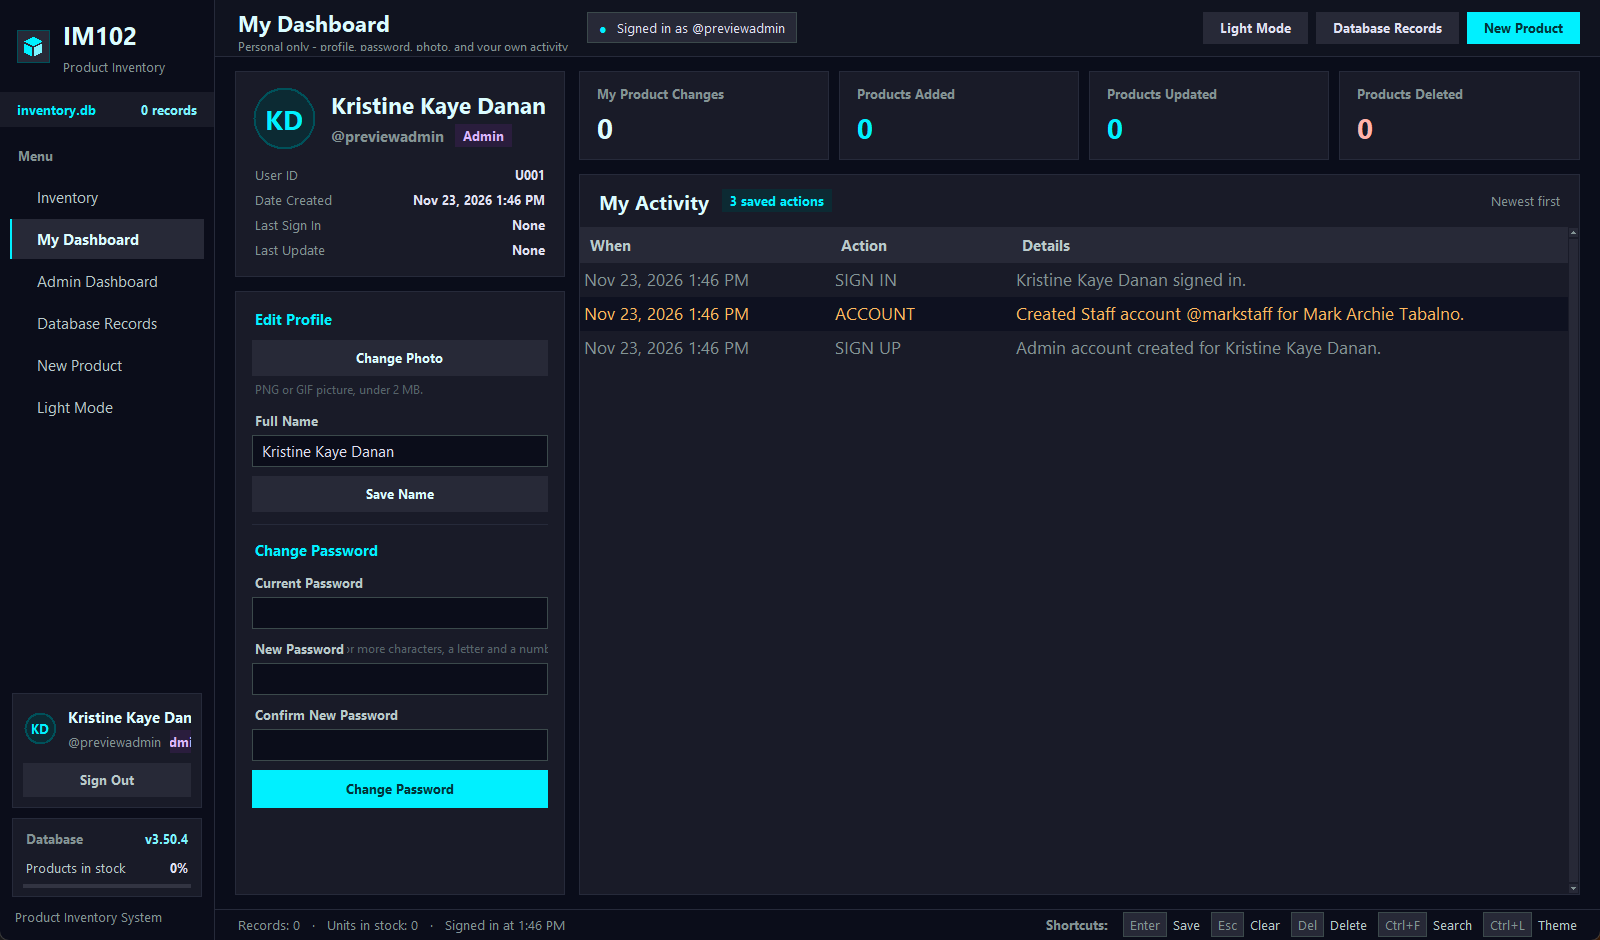 IM102
Product Inventory
inventory.db 0 records
Menu
Inventory
My Dashboard
Admin Dashboard
Database Records
New Product
Light Mode
KD Kristine Kaye Dan
@previewadmin dmi
Sign Out
Database v3.50.4
Products in stock 0%
Product Inventory System
My Dashboard
Personal only - profile, password, photo, and your own activity
Signed in as @previewadmin
Light Mode Database Records New Product
KD Kristine Kaye Danan
@previewadmin Admin
User ID U001
Date Created Nov 23, 2026 1:46 PM
Last Sign In None
Last Update None
Edit Profile
Change Photo
PNG or GIF picture, under 2 MB.
Full Name
Kristine Kaye Danan
Save Name
Change Password
Current Password
New Password or more characters, a letter and a numb
Confirm New Password
Change Password
My Product Changes
0
Products Added
0
Products Updated
0
Products Deleted
0
My Activity 3 saved actions Newest first
When Action Details
Nov 23, 2026 1:46 PM SIGN IN Kristine Kaye Danan signed in.
Nov 23, 2026 1:46 PM ACCOUNT Created Staff account @markstaff for Mark Archie Tabalno.
Nov 23, 2026 1:46 PM SIGN UP Admin account created for Kristine Kaye Danan.
Records: 0 · Units in stock: 0 · Signed in at 1:46 PM
Shortcuts: Enter Save Esc Clear Del Delete Ctrl+F Search Ctrl+L Theme